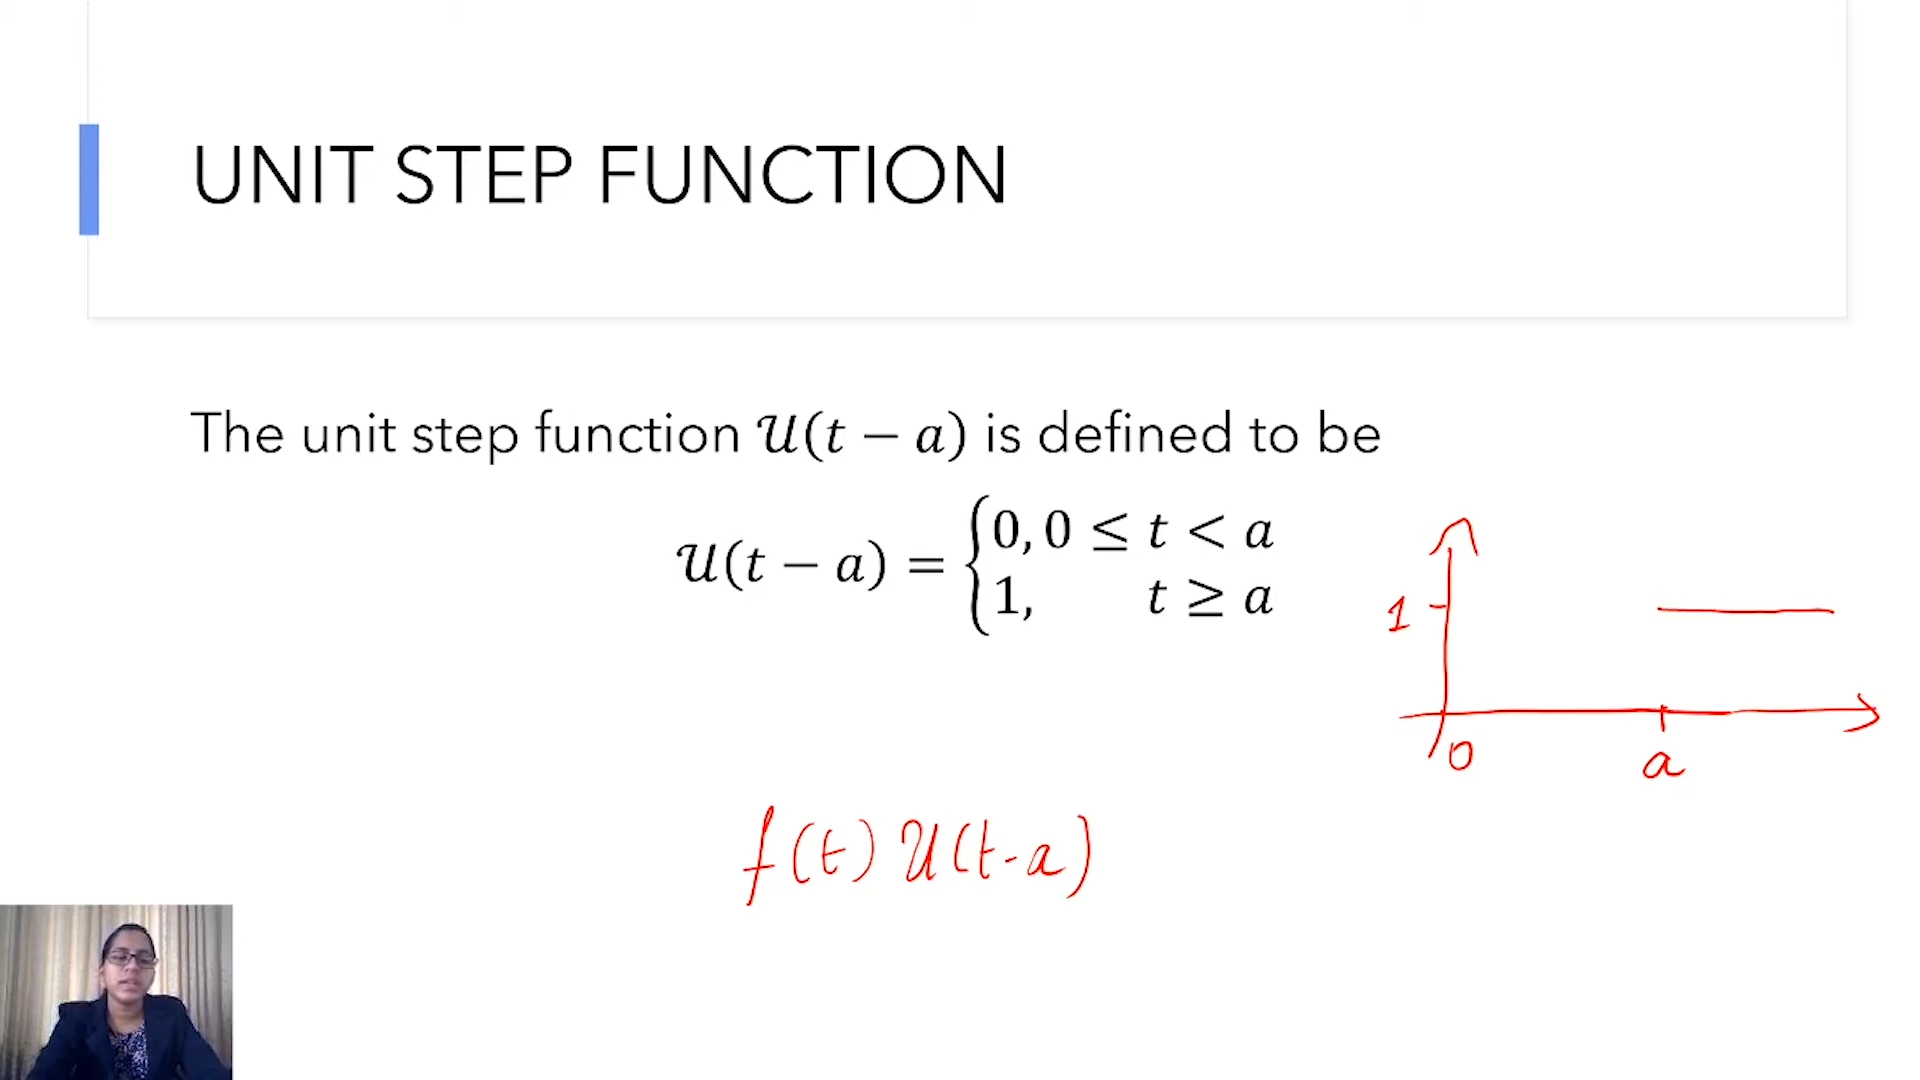 UNIT STEP FUNCTION
The unit step function 𝒰(t − a) is defined to be
𝒰(t − a) = {0, 0 ≤ t < a
1, t ≥ a
1
0 a
f(t) 𝒰(t-a)